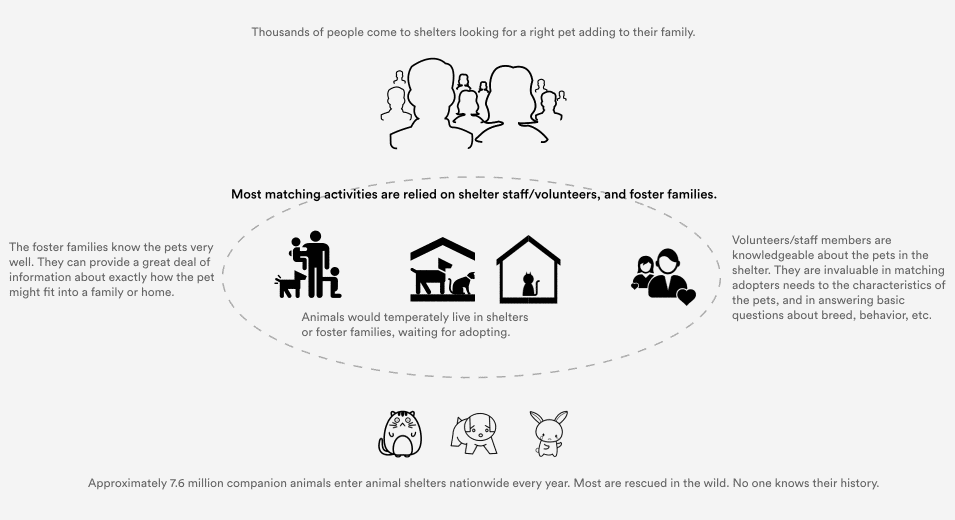 Thousands of people come to shelters looking for a right pet adding to their family.
Most matching activities are relied on shelter staff/volunteers, and foster families.
The foster families know the pets very
well. They can provide a great deal of
information about exactly how the pet
might fit into a family or home.
Animals would temperately live in shelters
or foster families, waiting for adopting.
Volunteers/staff members are
knowledgeable about the pets in the
shelter. They are invaluable in matching
adopters needs to the characteristics of
the pets, and in answering basic
questions about breed, behavior, etc.
Approximately 7.6 million companion animals enter animal shelters nationwide every year. Most are rescued in the wild. No one knows their history.